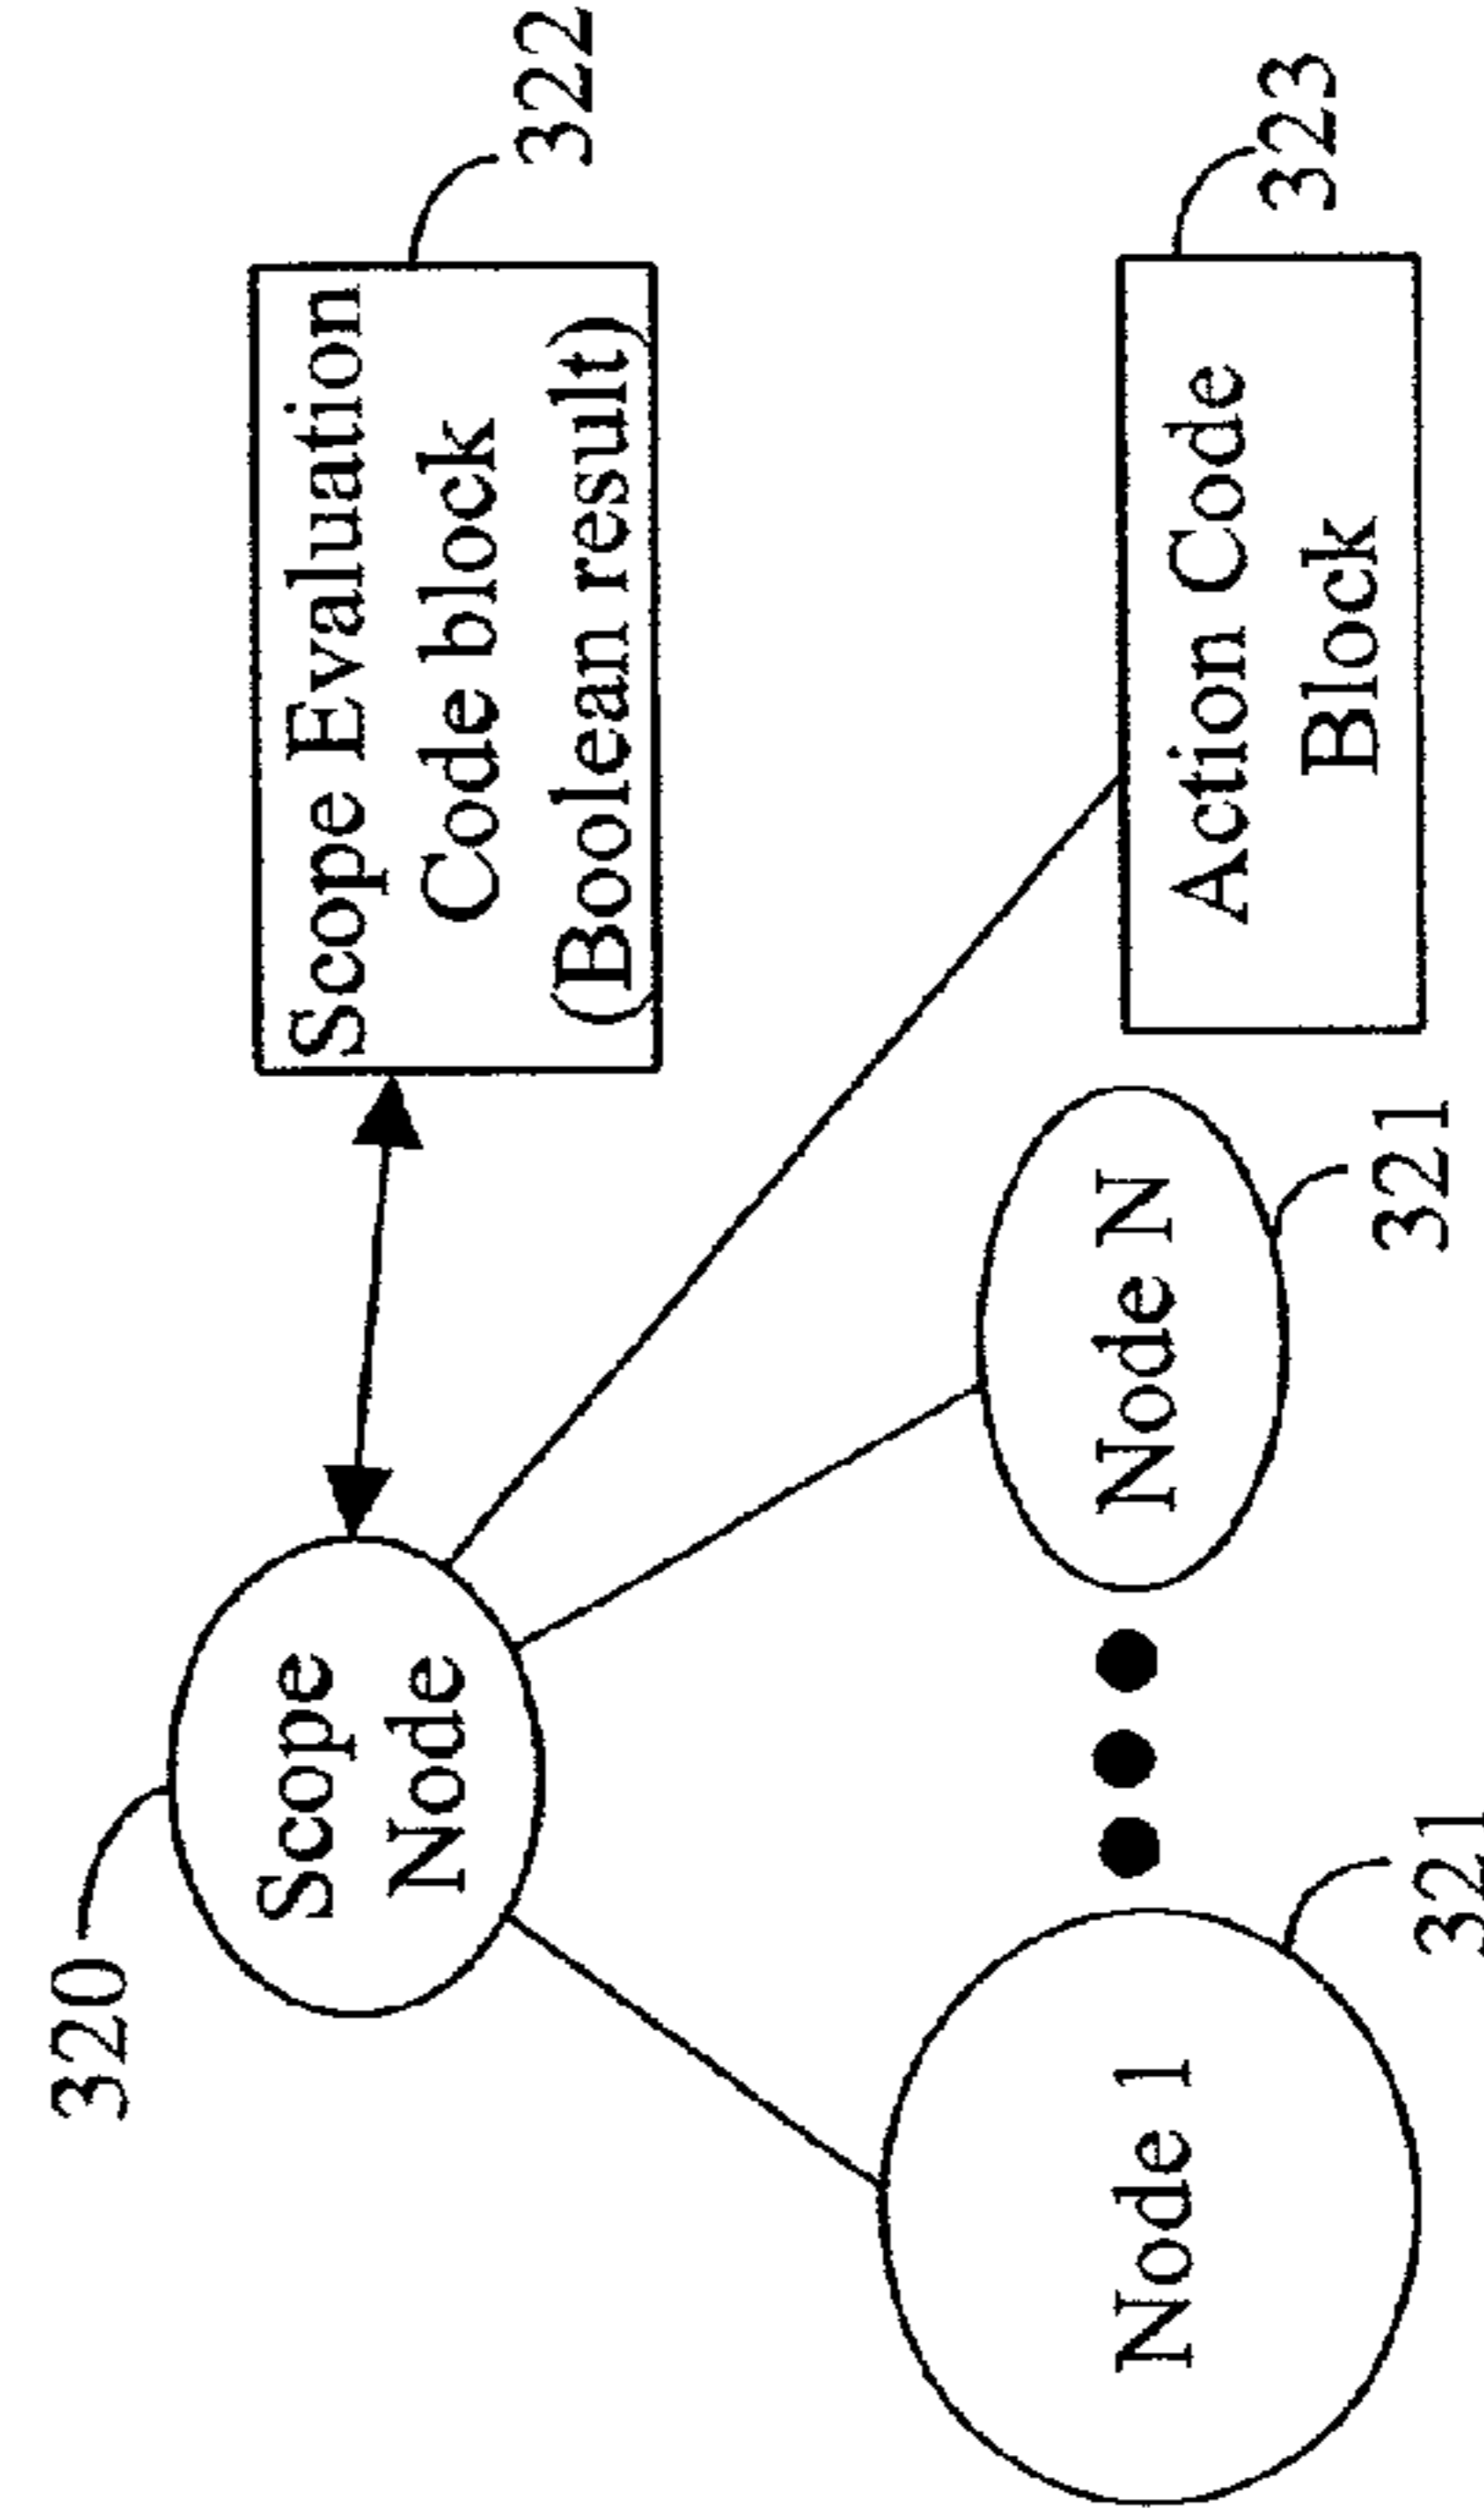 320
Scope
Node
Scope Evaluation
Code block
(Boolean result)
322
Node 1
321
Node N
321
Action Code
Block
323